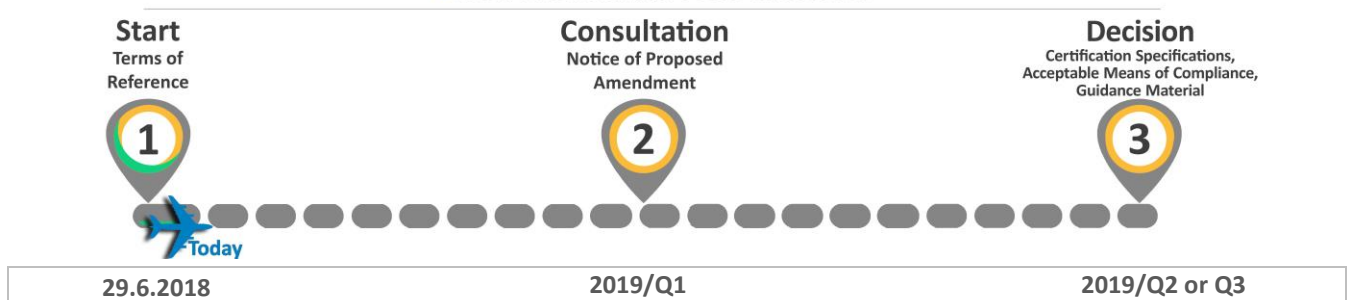 Start
Terms of
Reference
Consultation
Notice of Proposed
Amendment
Decision
Certification Specifications,
Acceptable Means of Compliance,
Guidance Material
1
2
3
Today
29.6.2018
2019/Q1
2019/Q2 or Q3